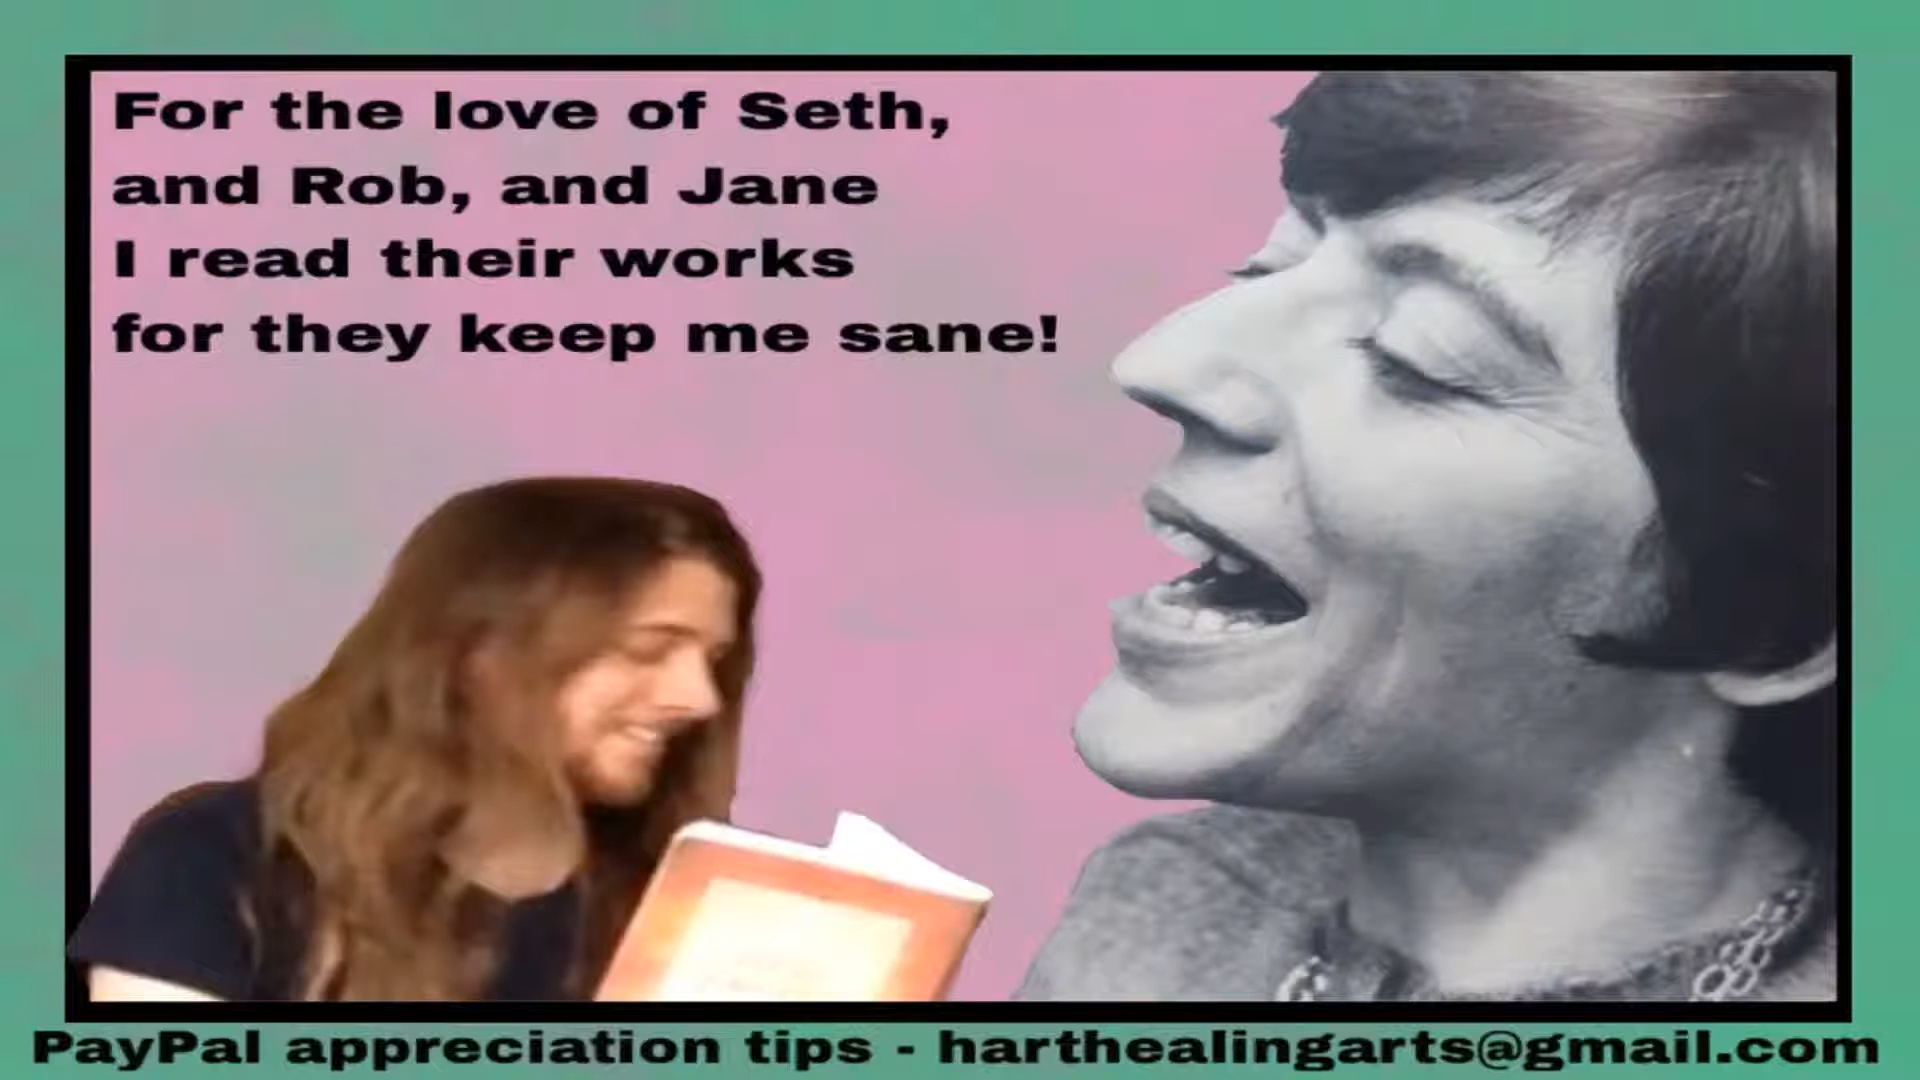 For the love of Seth,
and Rob, and Jane
I read their works
for they keep me sane!
PayPal appreciation tips - harthealingarts@gmail.com